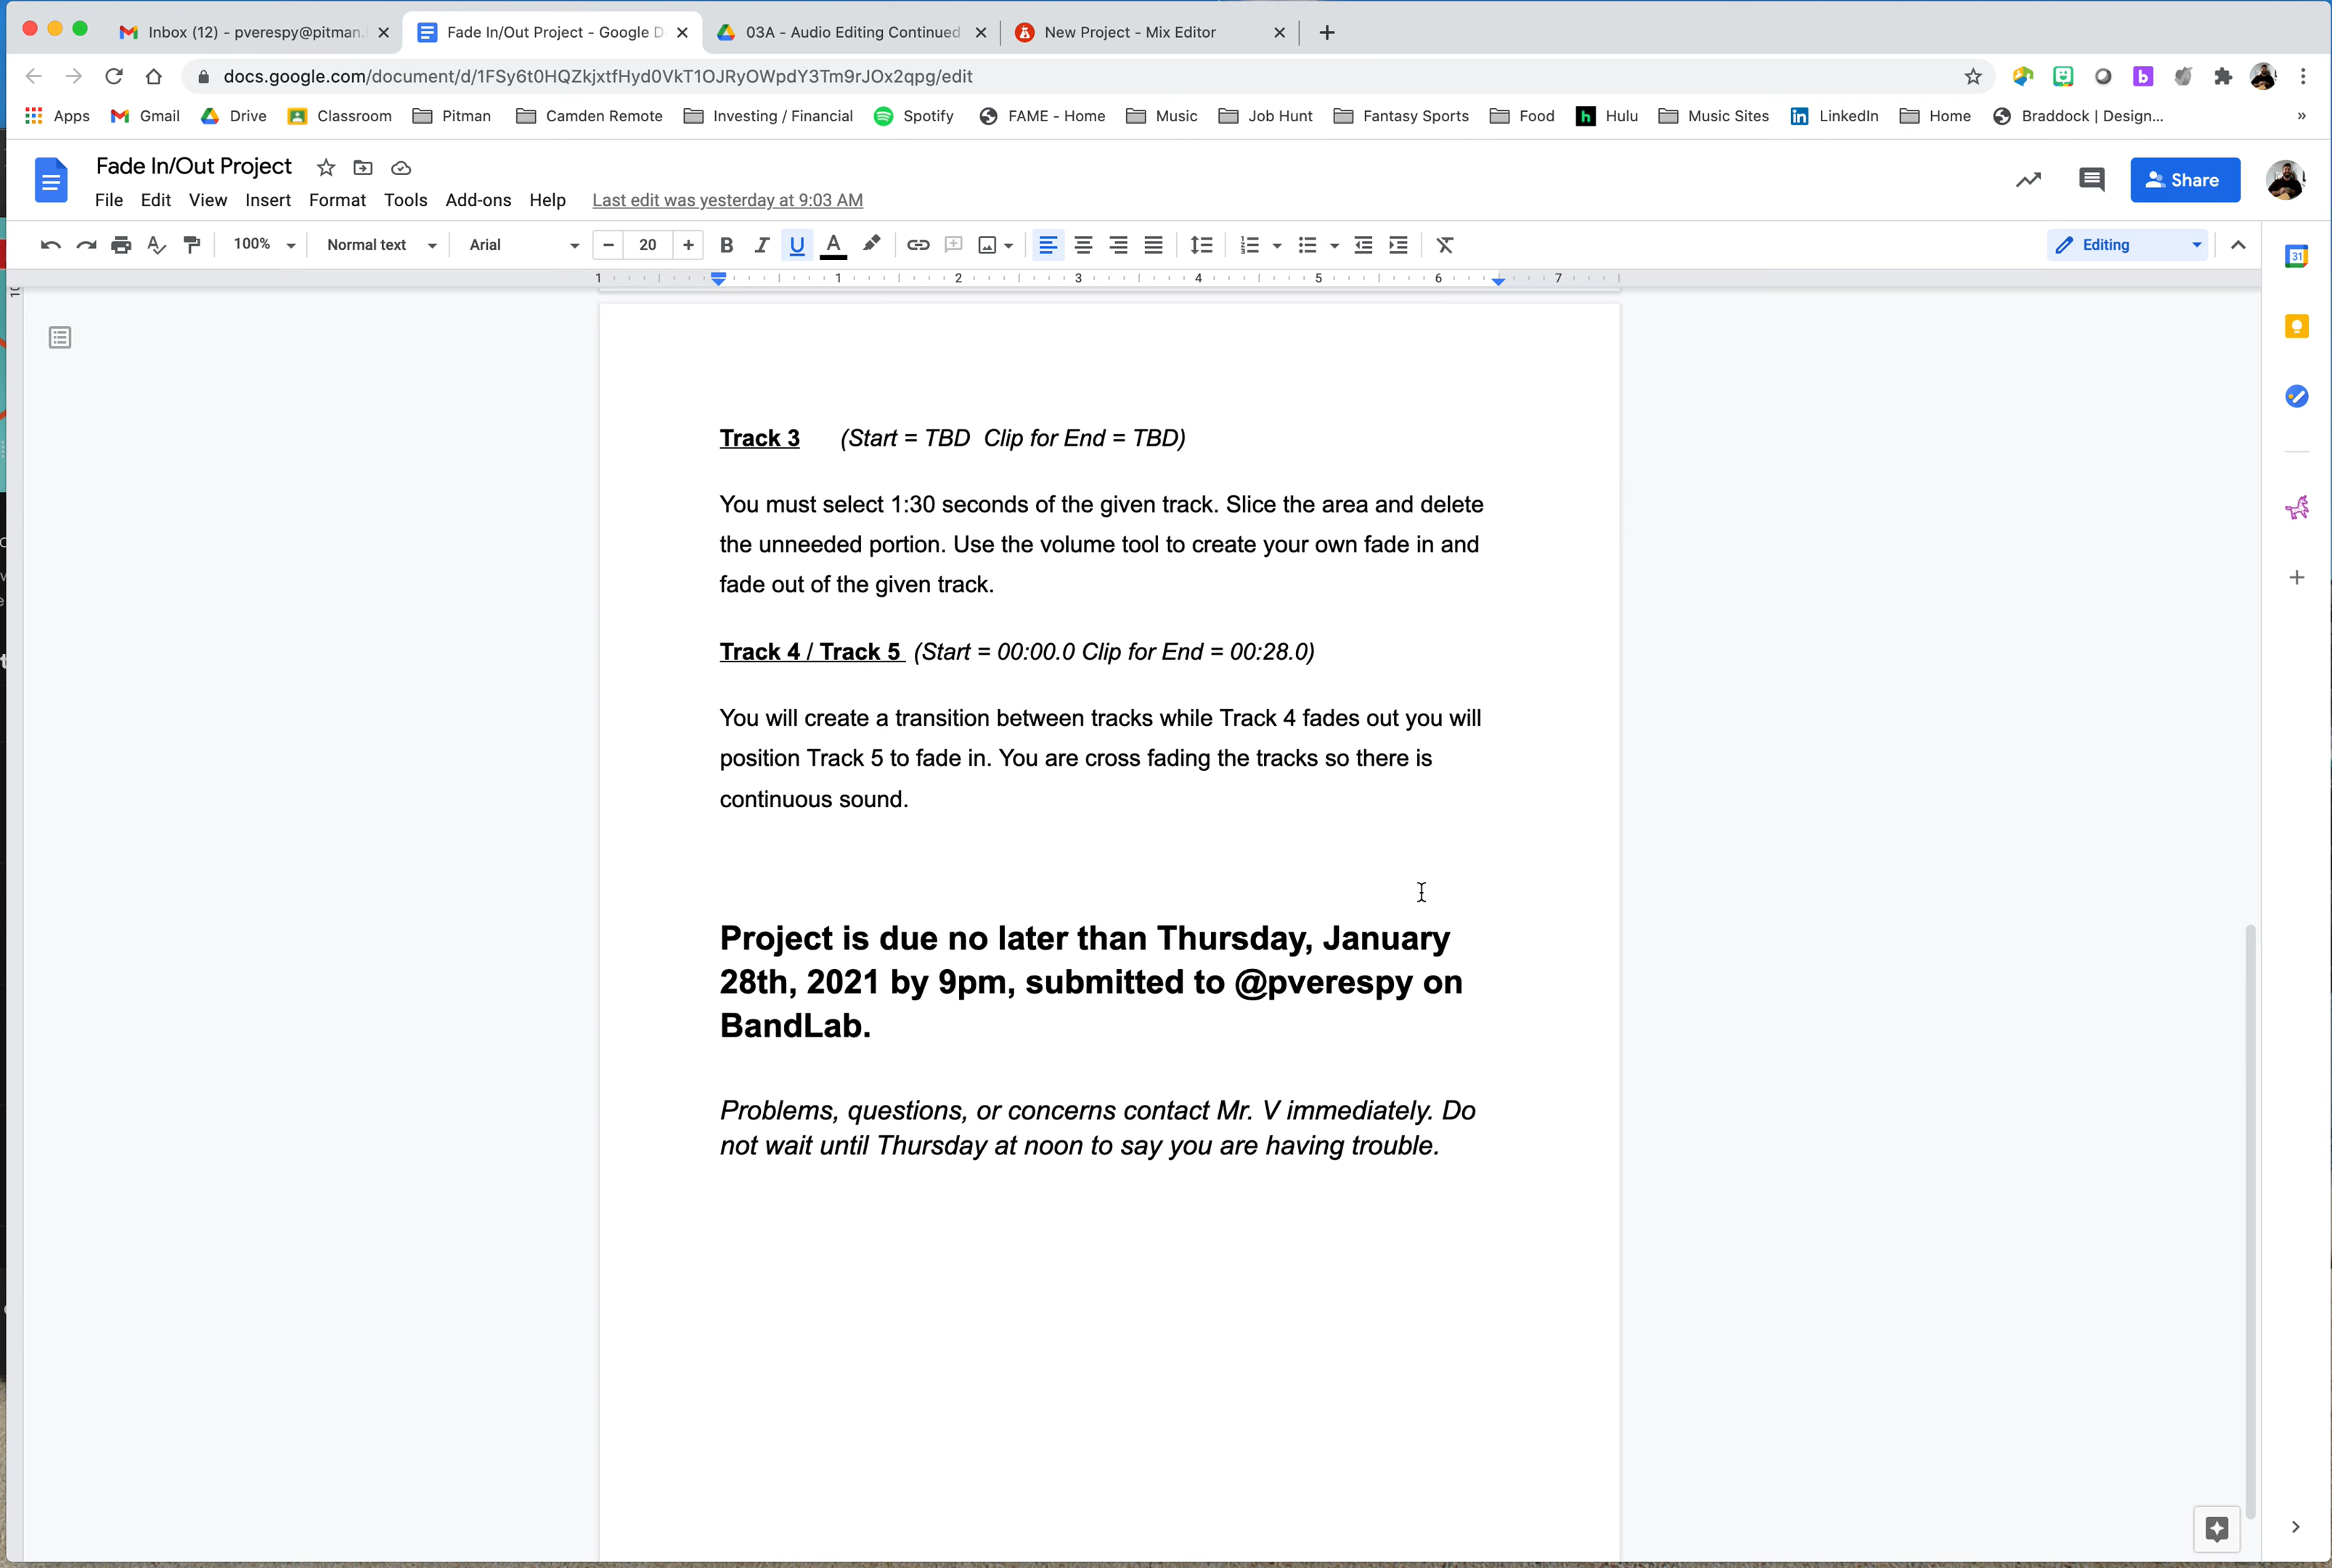 Inbox (12) - pverespy@pitman.
Fade In/Out Project - Google D
03A - Audio Editing Continued
New Project - Mix Editor
docs.google.com/document/d/1FSy6t0HQZkjxtfHyd0VkT1OJRyOWpdY3Tm9rJOx2qpg/edit
Apps Gmail Drive Classroom Pitman Camden Remote Investing / Financial Spotify FAME - Home Music Job Hunt Fantasy Sports Food Hulu Music Sites LinkedIn Home Braddock | Design... »
Fade In/Out Project
File Edit View Insert Format Tools Add-ons Help Last edit was yesterday at 9:03 AM
Share
100% Normal text Arial 20 Editing
1 1 2 3 4 5 6 7
Track 3 (Start = TBD Clip for End = TBD)
You must select 1:30 seconds of the given track. Slice the area and delete
the unneeded portion. Use the volume tool to create your own fade in and
fade out of the given track.
Track 4 / Track 5 (Start = 00:00.0 Clip for End = 00:28.0)
You will create a transition between tracks while Track 4 fades out you will
position Track 5 to fade in. You are cross fading the tracks so there is
continuous sound.
Project is due no later than Thursday, January
28th, 2021 by 9pm, submitted to @pverespy on
BandLab.
Problems, questions, or concerns contact Mr. V immediately. Do
not wait until Thursday at noon to say you are having trouble.